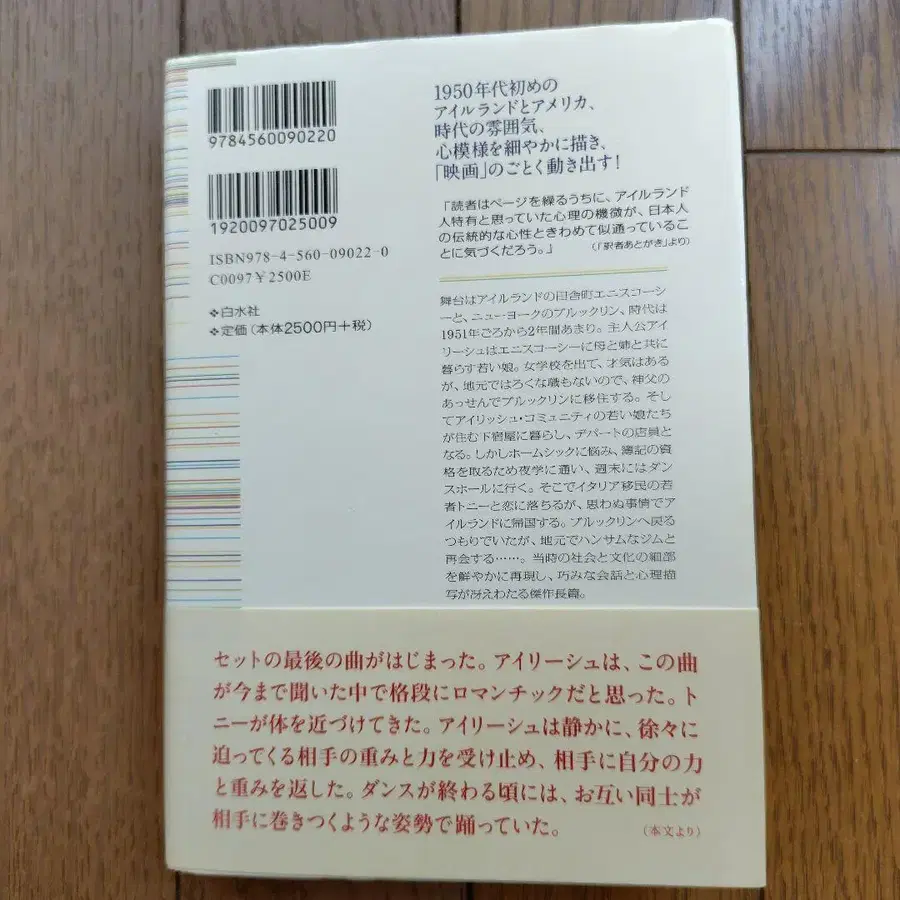 9784560090220
1920097025009
ISBN978-4-560-09022-0
C0097 ¥2500E
❖白水社
❖定価(本体2500円+税)
1950年代初めの
アイルランドとアメリカ、
時代の雰囲気、
心模様を細やかに描き、
「映画」のごとく動き出す!
「読者はページを繰るうちに、アイルランド
人特有と思っていた心理の機微が、日本人
の伝統的な心性ときわめて似通っているこ
とに気づくだろう。」
(「訳者あとがき」より)
舞台はアイルランドの田舎町エニスコーシ
ーと、ニューヨークのブルックリン、時代は
1951年ごろから2年間あまり。主人公アイ
リーシュはエニスコーシーに母と姉と共に
暮らす若い娘。女学校を出て、才気はある
が、地元ではろくな職もないので、神父の
あっせんでブルックリンに移住する。そし
てアイリッシュ・コミュニティの若い娘たち
が住む下宿屋に暮らし、デパートの店員と
なる。しかしホームシックに悩み、簿記の資
格を取るため夜学に通い、週末にはダン
スホールに行く。そこでイタリア移民の若
者トニーと恋に落ちるが、思わぬ事情でア
イルランドに帰国する。ブルックリンへ戻る
つもりでいたが、地元でハンサムなジムと
再会する……。当時の社会と文化の細部
を鮮やかに再現し、巧みな会話と心理描
写が冴えわたる傑作長篇。
セットの最後の曲がはじまった。アイリーシュは、この曲
が今まで聞いた中で格段にロマンチックだと思った。ト
ニーが体を近づけてきた。アイリーシュは静かに、徐々に
迫ってくる相手の重みと力を受け止め、相手に自分の力
と重みを返した。ダンスが終わる頃には、お互い同士が
相手に巻きつくような姿勢で踊っていた。
(本文より)